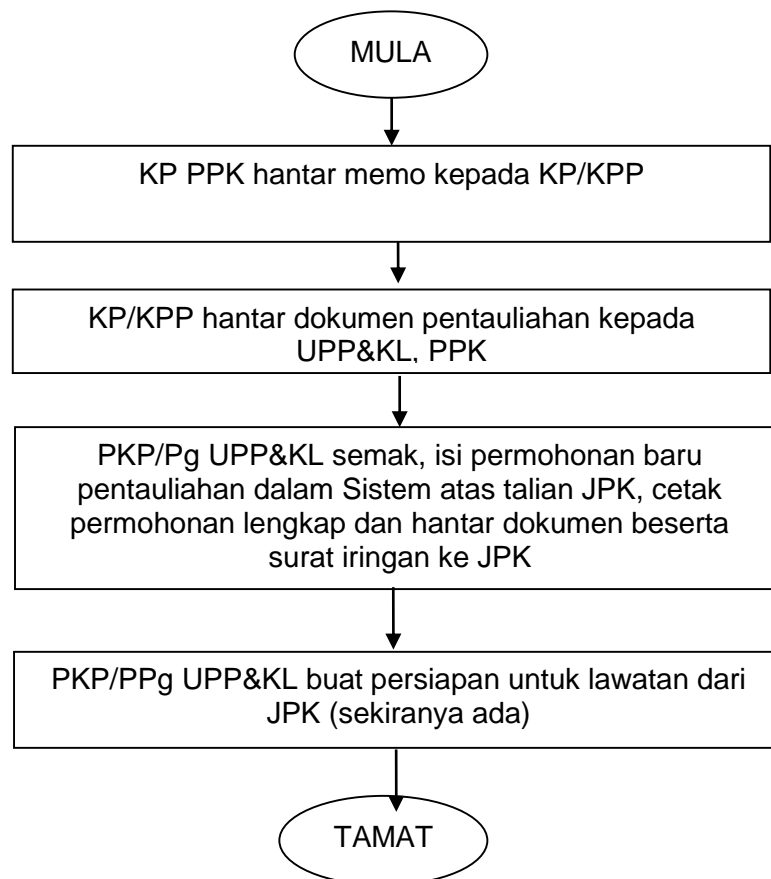 MULA
KP PPK hantar memo kepada KP/KPP
KP/KPP hantar dokumen pentauliahan kepada
UPP&KL, PPK
PKP/Pg UPP&KL semak, isi permohonan baru
pentauliahan dalam Sistem atas talian JPK, cetak
permohonan lengkap dan hantar dokumen beserta
surat iringan ke JPK
PKP/PPg UPP&KL buat persiapan untuk lawatan dari
JPK (sekiranya ada)
TAMAT